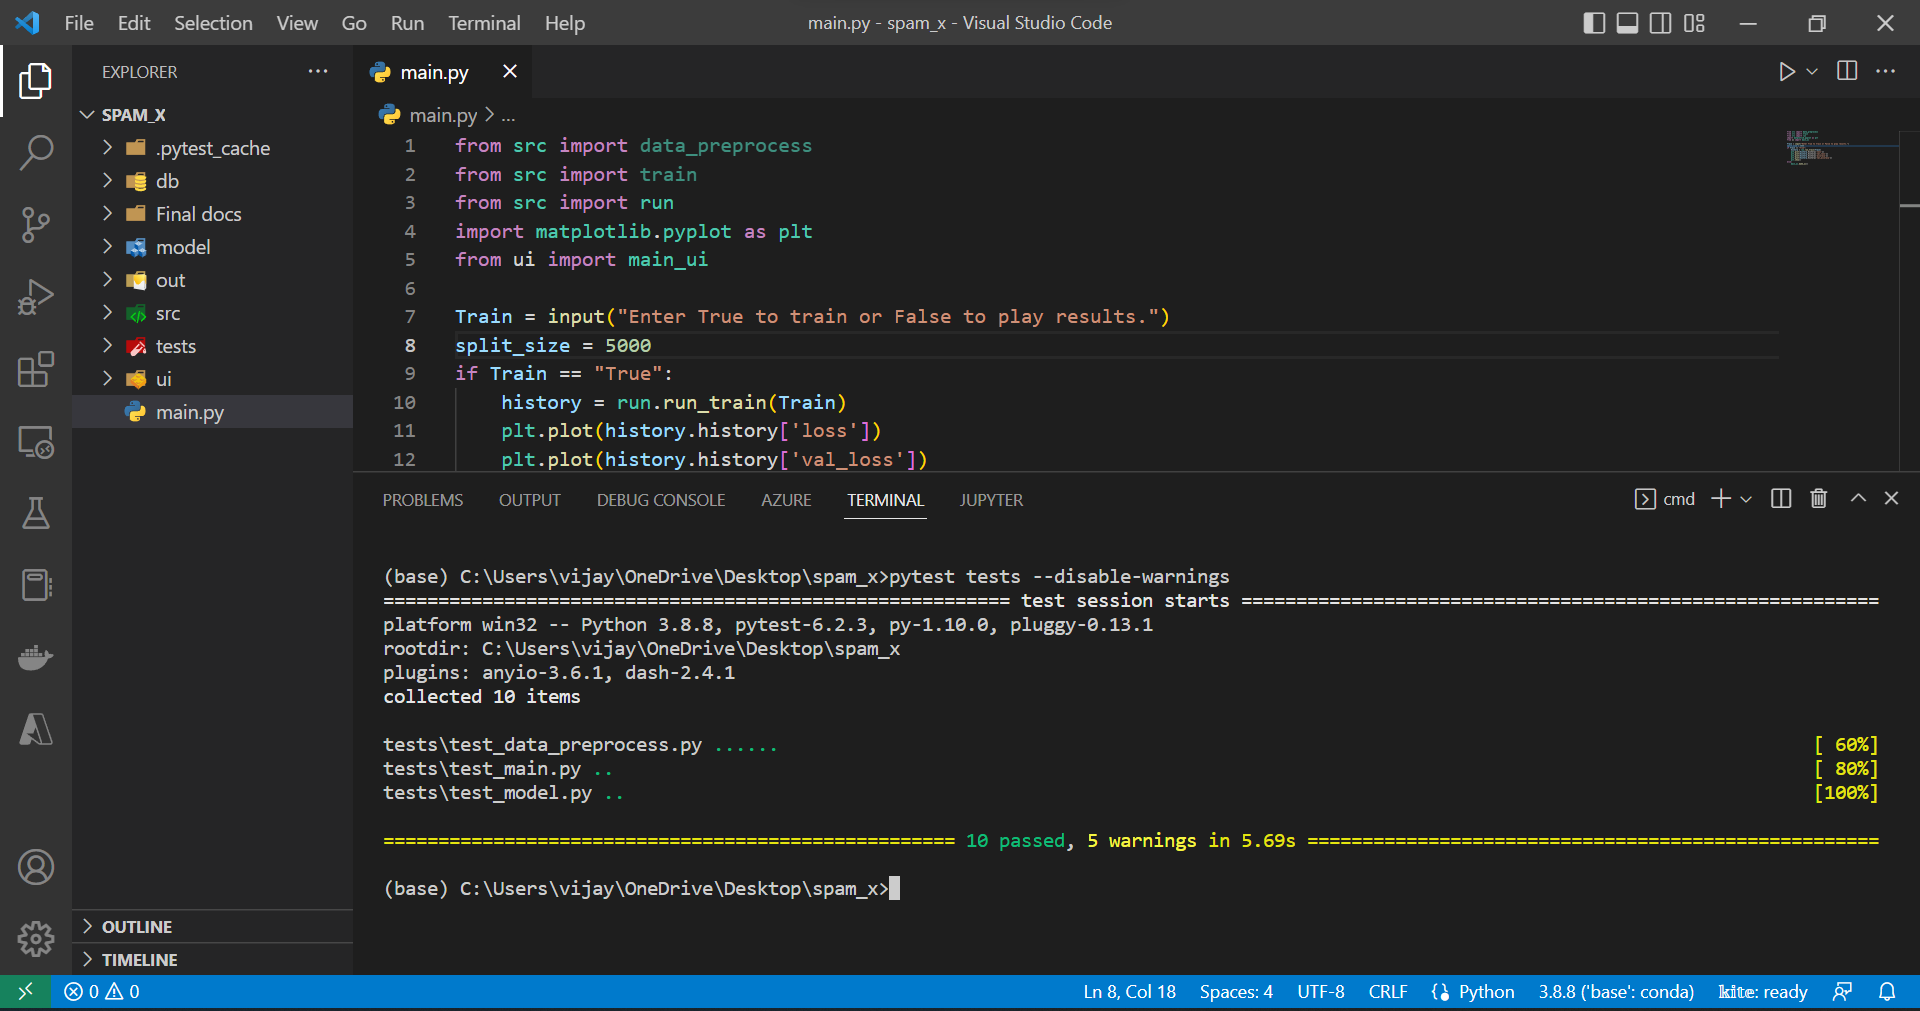 File Edit Selection View Go Run Terminal Help main.py - spam_x - Visual Studio Code
EXPLORER
SPAM_X
.pytest_cache
db
Final docs
model
out
src
tests
ui
main.py
OUTLINE
TIMELINE
main.py
main.py > ...
1 from src import data_preprocess
2 from src import train
3 from src import run
4 import matplotlib.pyplot as plt
5 from ui import main_ui
6
7 Train = input("Enter True to train or False to play results.")
8 split_size = 5000
9 if Train == "True":
10 history = run.run_train(Train)
11 plt.plot(history.history['loss'])
12 plt.plot(history.history['val_loss'])
PROBLEMS OUTPUT DEBUG CONSOLE AZURE TERMINAL JUPYTER cmd
(base) C:\Users\vijay\OneDrive\Desktop\spam_x>pytest tests --disable-warnings
========================================================= test session starts ==========================================================
platform win32 -- Python 3.8.8, pytest-6.2.3, py-1.10.0, pluggy-0.13.1
rootdir: C:\Users\vijay\OneDrive\Desktop\spam_x
plugins: anyio-3.6.1, dash-2.4.1
collected 10 items
tests\test_data_preprocess.py ...... [ 60%]
tests\test_main.py .. [ 80%]
tests\test_model.py .. [100%]
==================================================== 10 passed, 5 warnings in 5.69s ====================================================
(base) C:\Users\vijay\OneDrive\Desktop\spam_x>
0 0 Ln 8, Col 18 Spaces: 4 UTF-8 CRLF Python 3.8.8 ('base': conda) kite: ready